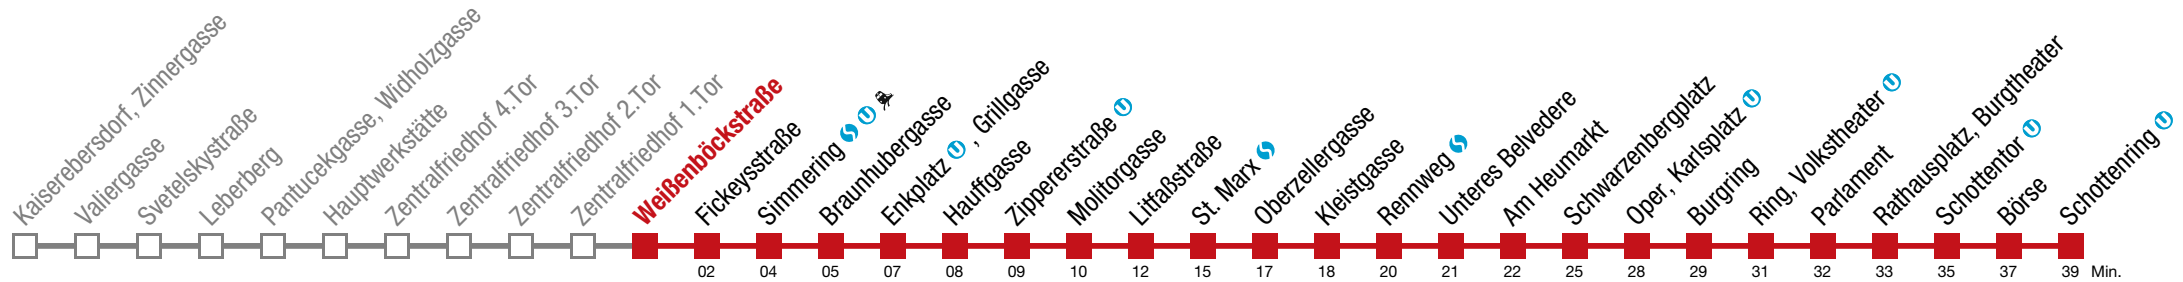 Kaiserebersdorf, Zinnergasse
Valiergasse
Svetelskystraße
Leberberg
Pantucekgasse, Widholzgasse
Hauptwerkstätte
Zentralfriedhof 4.Tor
Zentralfriedhof 3.Tor
Zentralfriedhof 2.Tor
Zentralfriedhof 1.Tor
Weißenböckstraße
Fickeysstraße
Simmering S U
Braunhubergasse
Enkplatz U , Grillgasse
Hauffgasse
Zippererstraße U
Molitorgasse
Litfaßstraße
St. Marx S
Oberzellergasse
Kleistgasse
Rennweg S
Unteres Belvedere
Am Heumarkt
Schwarzenbergplatz
Oper, Karlsplatz U
Burgring
Ring, Volkstheater U
Parlament
Rathausplatz, Burgtheater
Schottentor U
Börse
Schottenring U
02 04 05 07 08 09 10 12 15 17 18 20 21 22 25 28 29 31 32 33 35 37 39 Min.